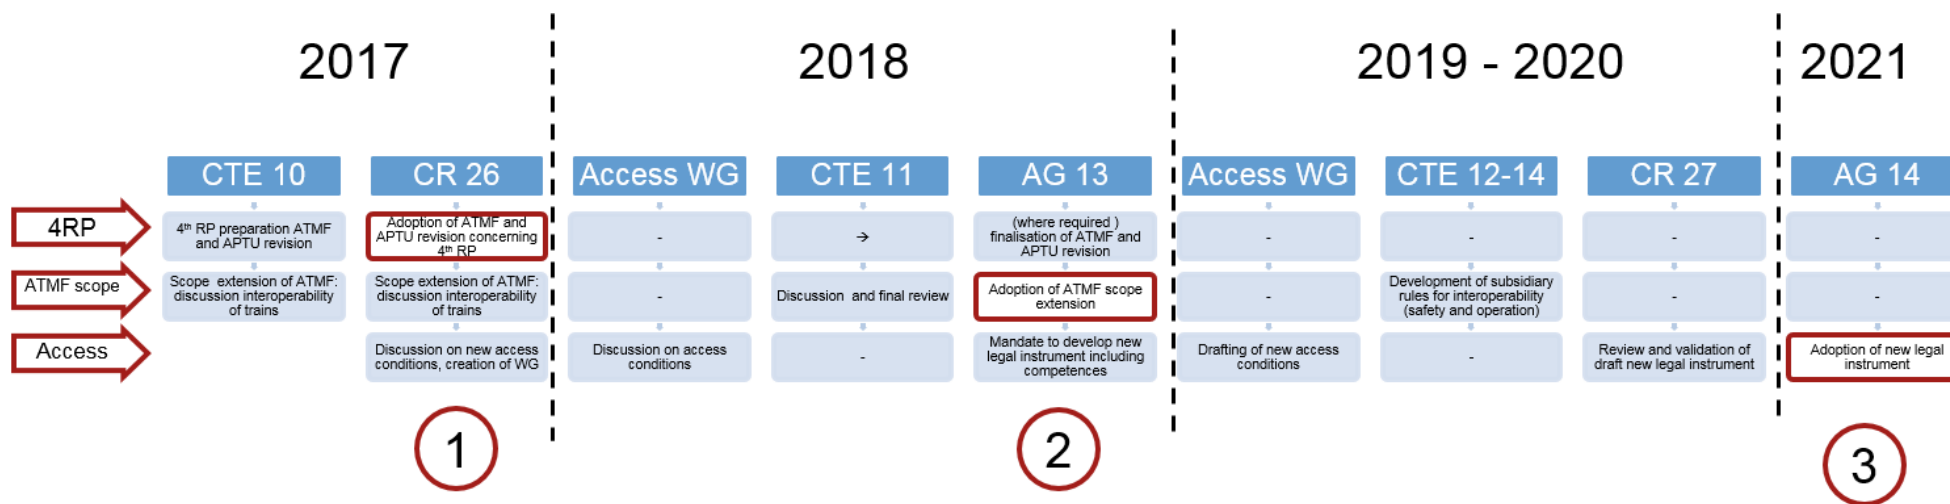 2017
2018
2019 - 2020
2021
CTE 10
CR 26
Access WG
CTE 11
AG 13
Access WG
CTE 12-14
CR 27
AG 14
4RP
4th RP preparation ATMF
and APTU revision
Adoption of ATMF and
APTU revision concerning
4th RP
-
→
(where required )
finalisation of ATMF and
APTU revision
-
-
-
-
ATMF scope
Scope extension of ATMF:
discussion interoperability
of trains
Scope extension of ATMF:
discussion interoperability
of trains
-
Discussion and final review
Adoption of ATMF scope
extension
-
Development of subsidiary
rules for interoperability
(safety and operation)
-
-
Access
Discussion on new access
conditions, creation of WG
Discussion on access
conditions
-
Mandate to develop new
legal instrument including
competences
Drafting of new access
conditions
-
Review and validation of
draft new legal instrument
Adoption of new legal
instrument
1
2
3